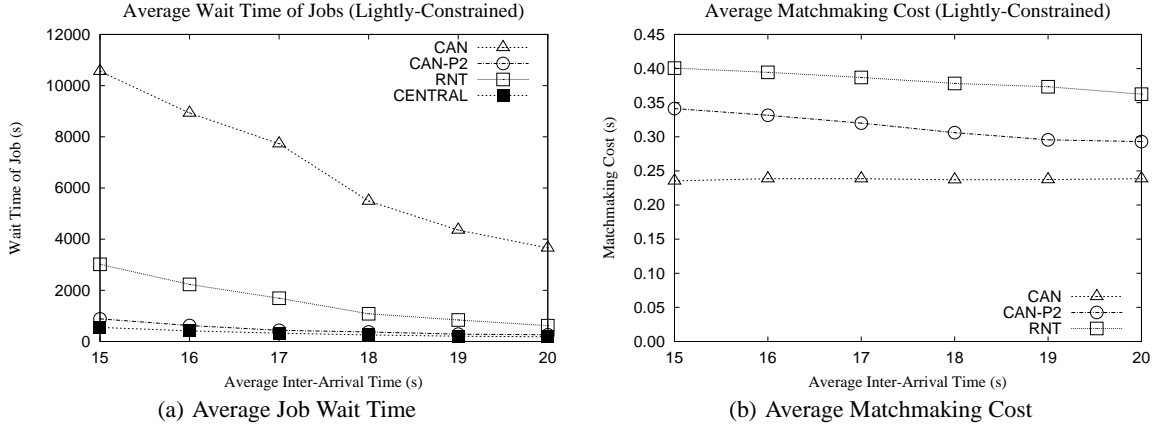 Average Wait Time of Jobs (Lightly-Constrained)
12000
10000
8000
6000
4000
2000
0
Wait Time of Job (s)
CAN
CAN-P2
RNT
CENTRAL
15 16 17 18 19 20
Average Inter-Arrival Time (s)
(a) Average Job Wait Time
Average Matchmaking Cost (Lightly-Constrained)
0.45
0.40
0.35
0.30
0.25
0.20
0.15
0.10
0.05
0.00
Matchmaking Cost (s)
CAN
CAN-P2
RNT
15 16 17 18 19 20
Average Inter-Arrival Time (s)
(b) Average Matchmaking Cost